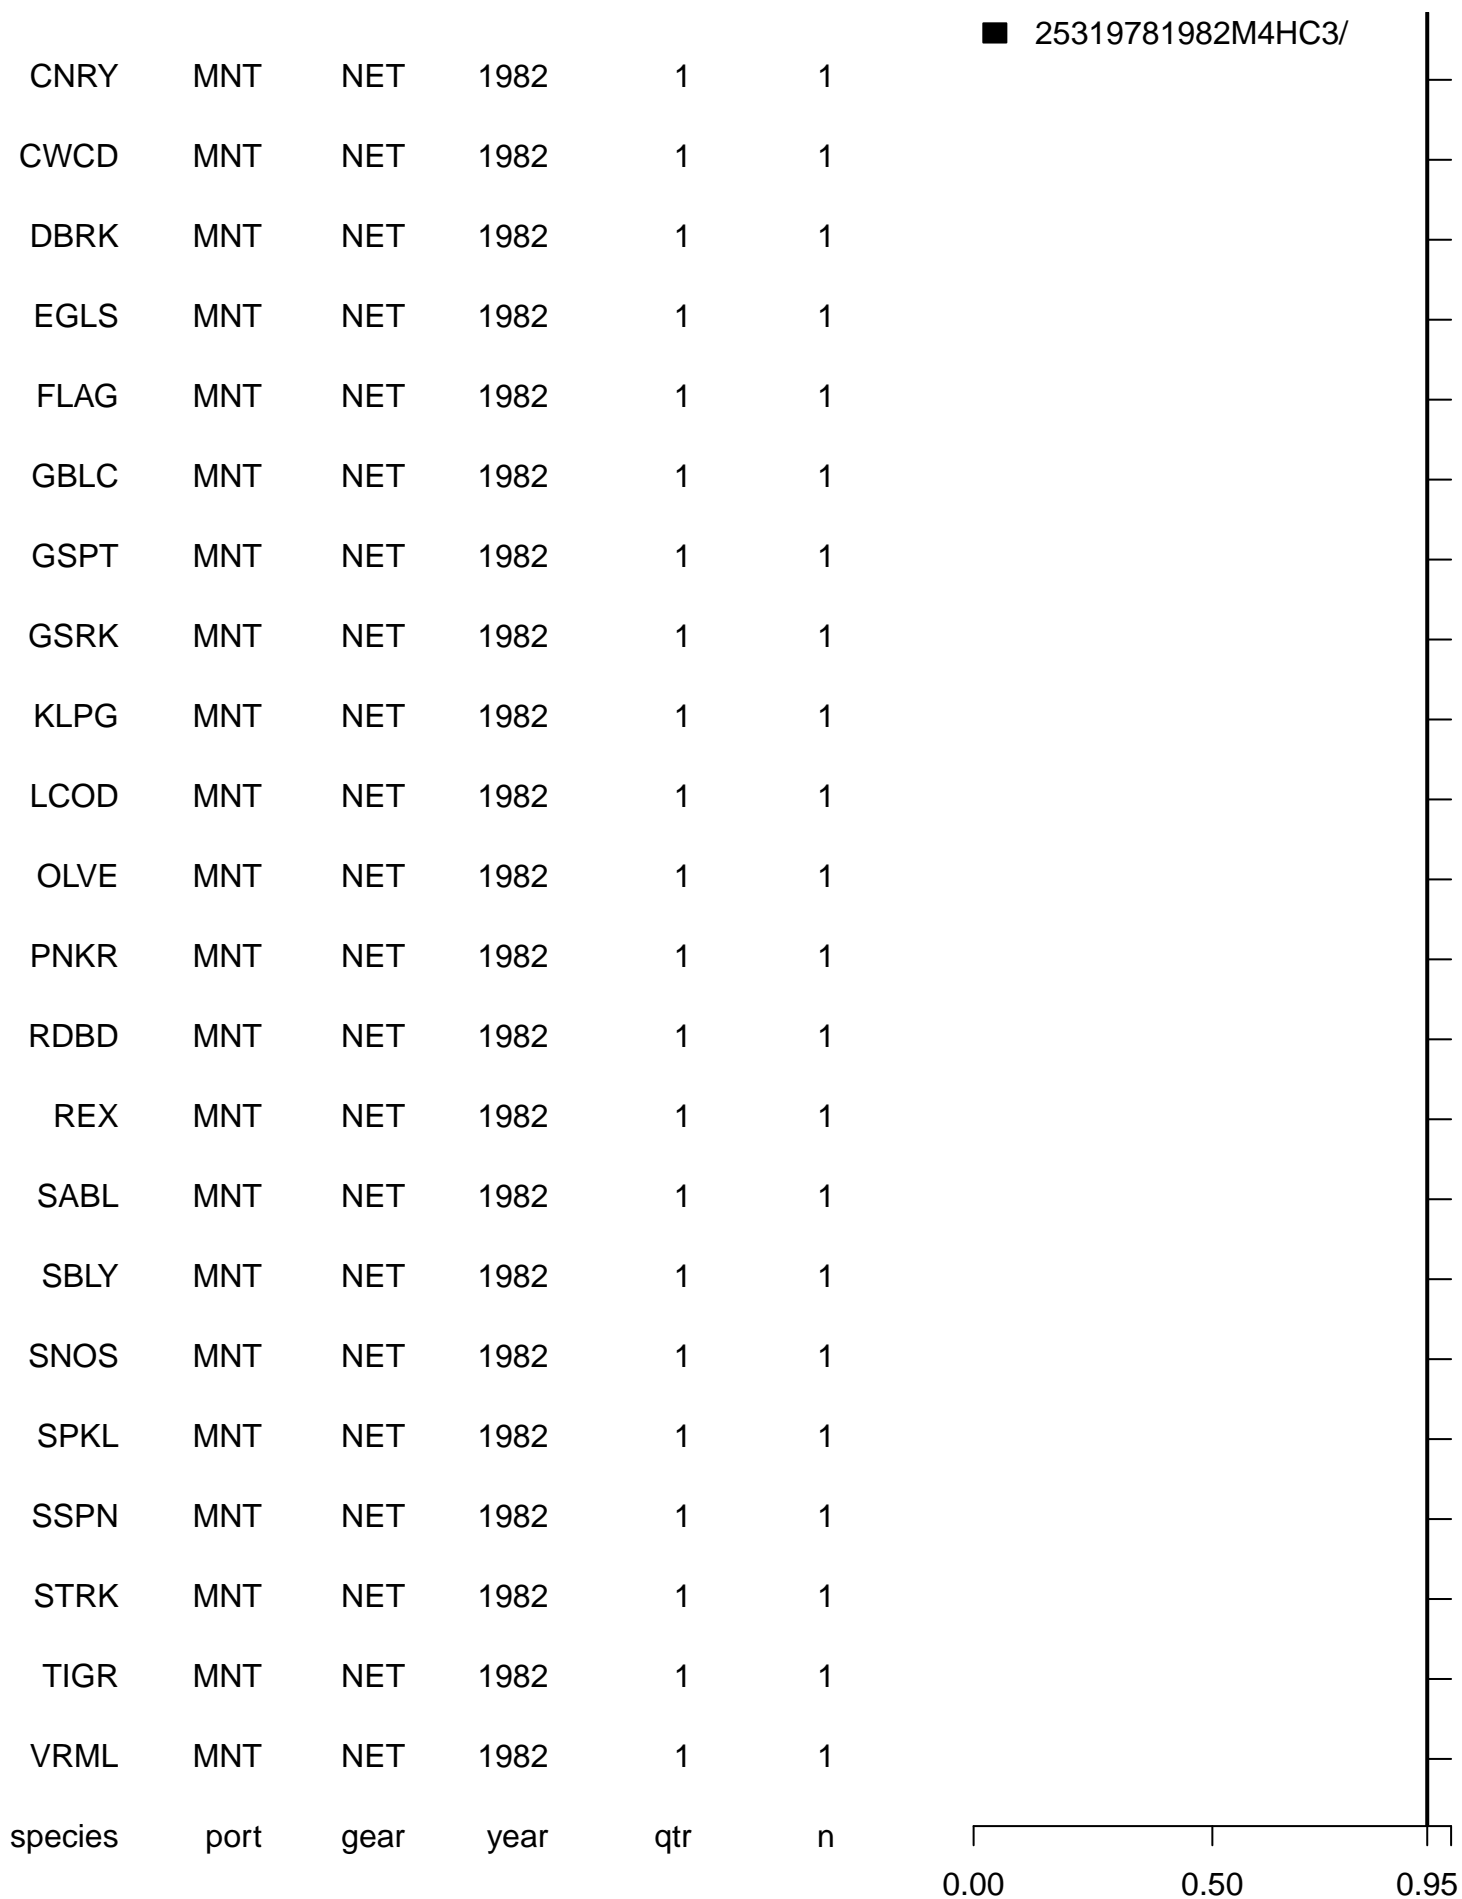 25319781982M4HC3/
CNRY MNT NET 1982 1 1
CWCD MNT NET 1982 1 1
DBRK MNT NET 1982 1 1
EGLS MNT NET 1982 1 1
FLAG MNT NET 1982 1 1
GBLC MNT NET 1982 1 1
GSPT MNT NET 1982 1 1
GSRK MNT NET 1982 1 1
KLPG MNT NET 1982 1 1
LCOD MNT NET 1982 1 1
OLVE MNT NET 1982 1 1
PNKR MNT NET 1982 1 1
RDBD MNT NET 1982 1 1
REX MNT NET 1982 1 1
SABL MNT NET 1982 1 1
SBLY MNT NET 1982 1 1
SNOS MNT NET 1982 1 1
SPKL MNT NET 1982 1 1
SSPN MNT NET 1982 1 1
STRK MNT NET 1982 1 1
TIGR MNT NET 1982 1 1
VRML MNT NET 1982 1 1
species port gear year qtr n
0.00 0.50 0.95